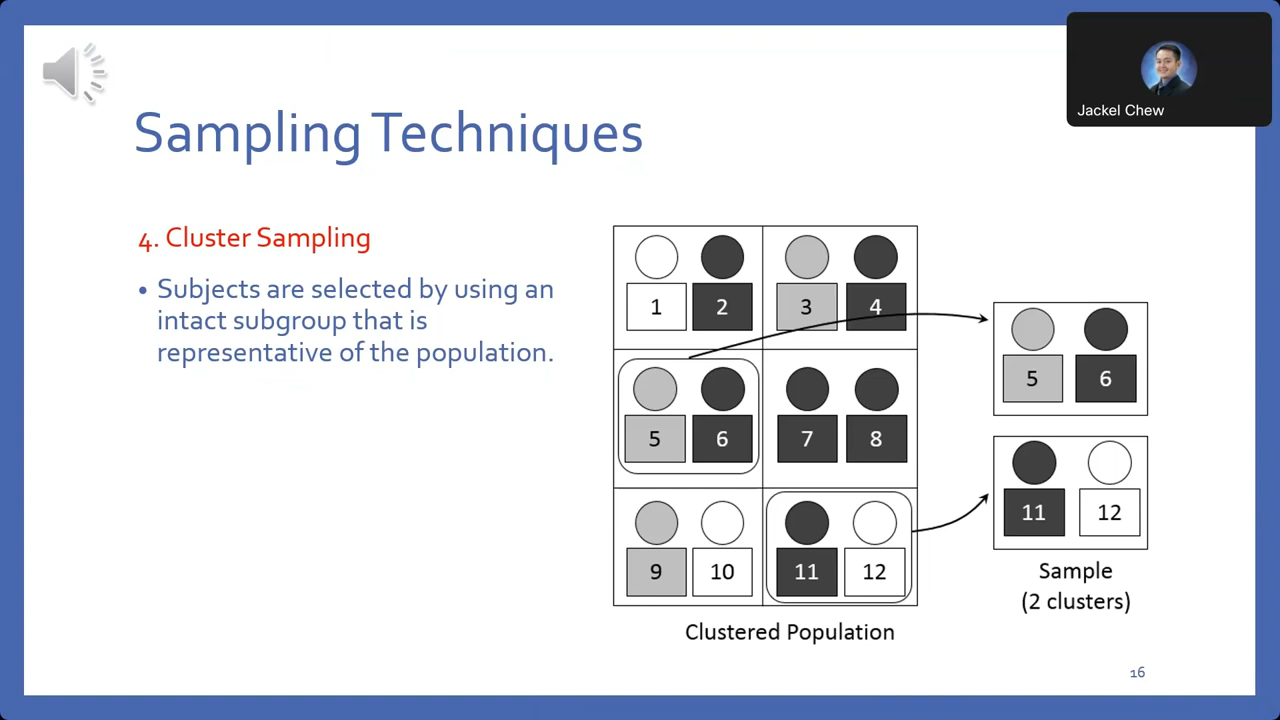 Jackel Chew
Sampling Techniques
4. Cluster Sampling
• Subjects are selected by using an
intact subgroup that is
representative of the population.
1 2 3 4
5 6 7 8
9 10 11 12
Clustered Population
5 6
11 12
Sample
(2 clusters)
16